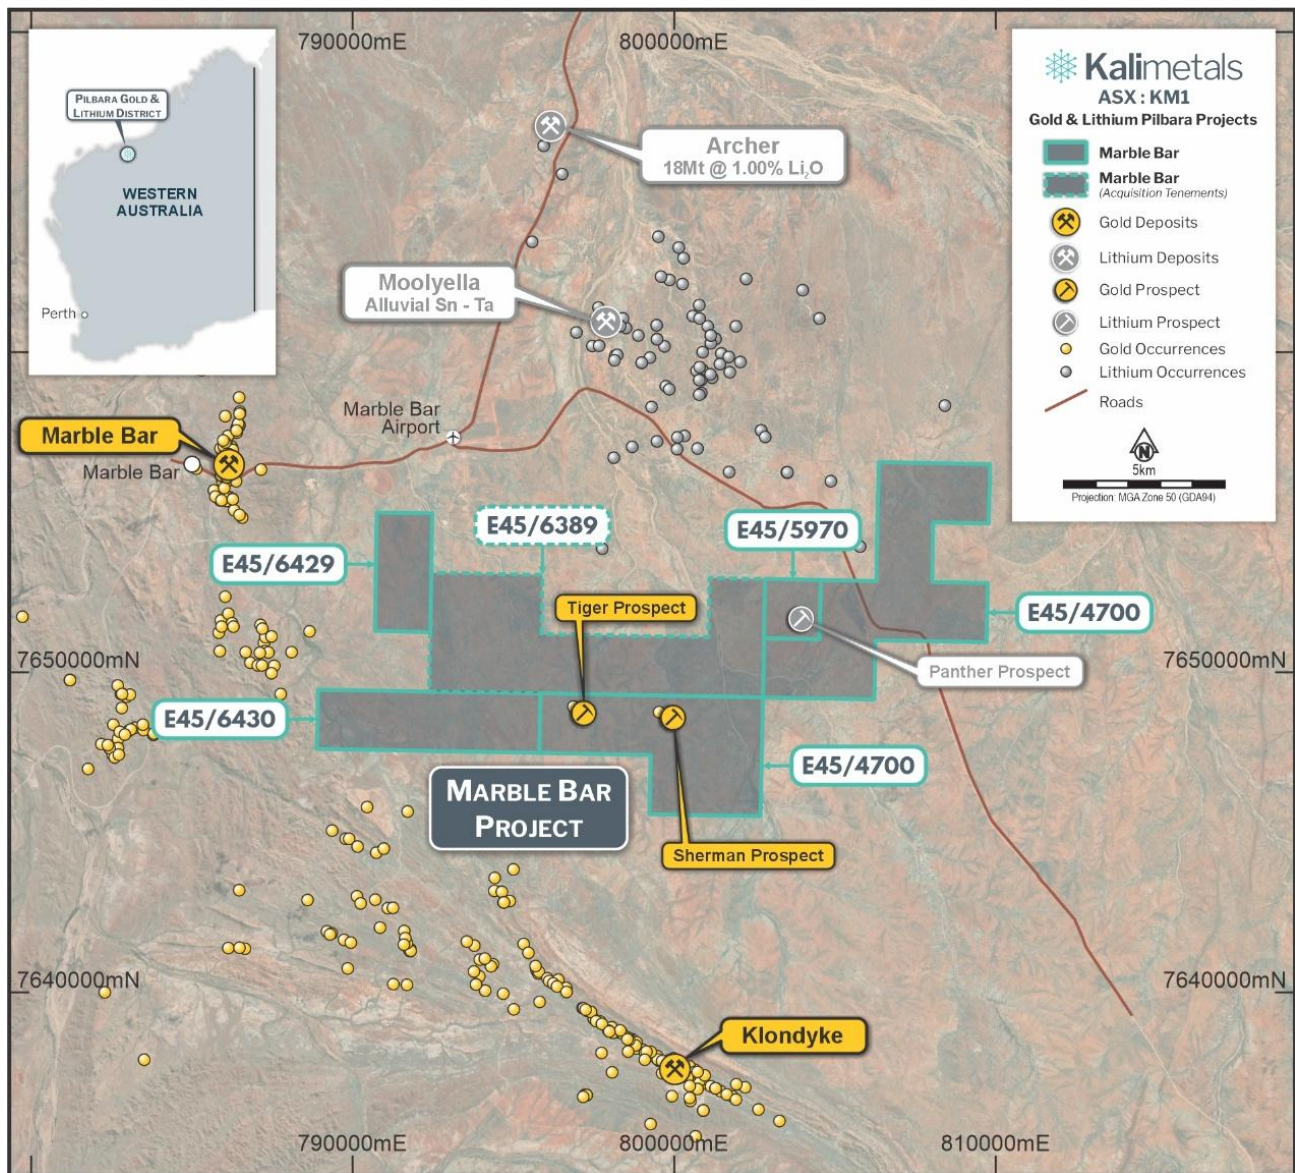 790000mE
800000mE
PILBARA GOLD &
LITHIUM DISTRICT
WESTERN
AUSTRALIA
Perth
Kalimetals
ASX : KM1
Gold & Lithium Pilbara Projects
Marble Bar
Marble Bar
(Acquisition Tenements)
Gold Deposits
Lithium Deposits
Gold Prospect
Lithium Prospect
Gold Occurrences
Lithium Occurrences
Roads
N
5km
Projection: MGA Zone 50 (GDA94)
Archer
18Mt @ 1.00% Li₂O
Moolyella
Alluvial Sn - Ta
Marble Bar
Airport
Marble Bar
Marble Bar
E45/6389
E45/5970
E45/6429
Tiger Prospect
E45/4700
7650000mN
7650000mN
Panther Prospect
E45/6430
E45/4700
MARBLE BAR
PROJECT
Sherman Prospect
7640000mN
7640000mN
Klondyke
790000mE
800000mE
810000mE